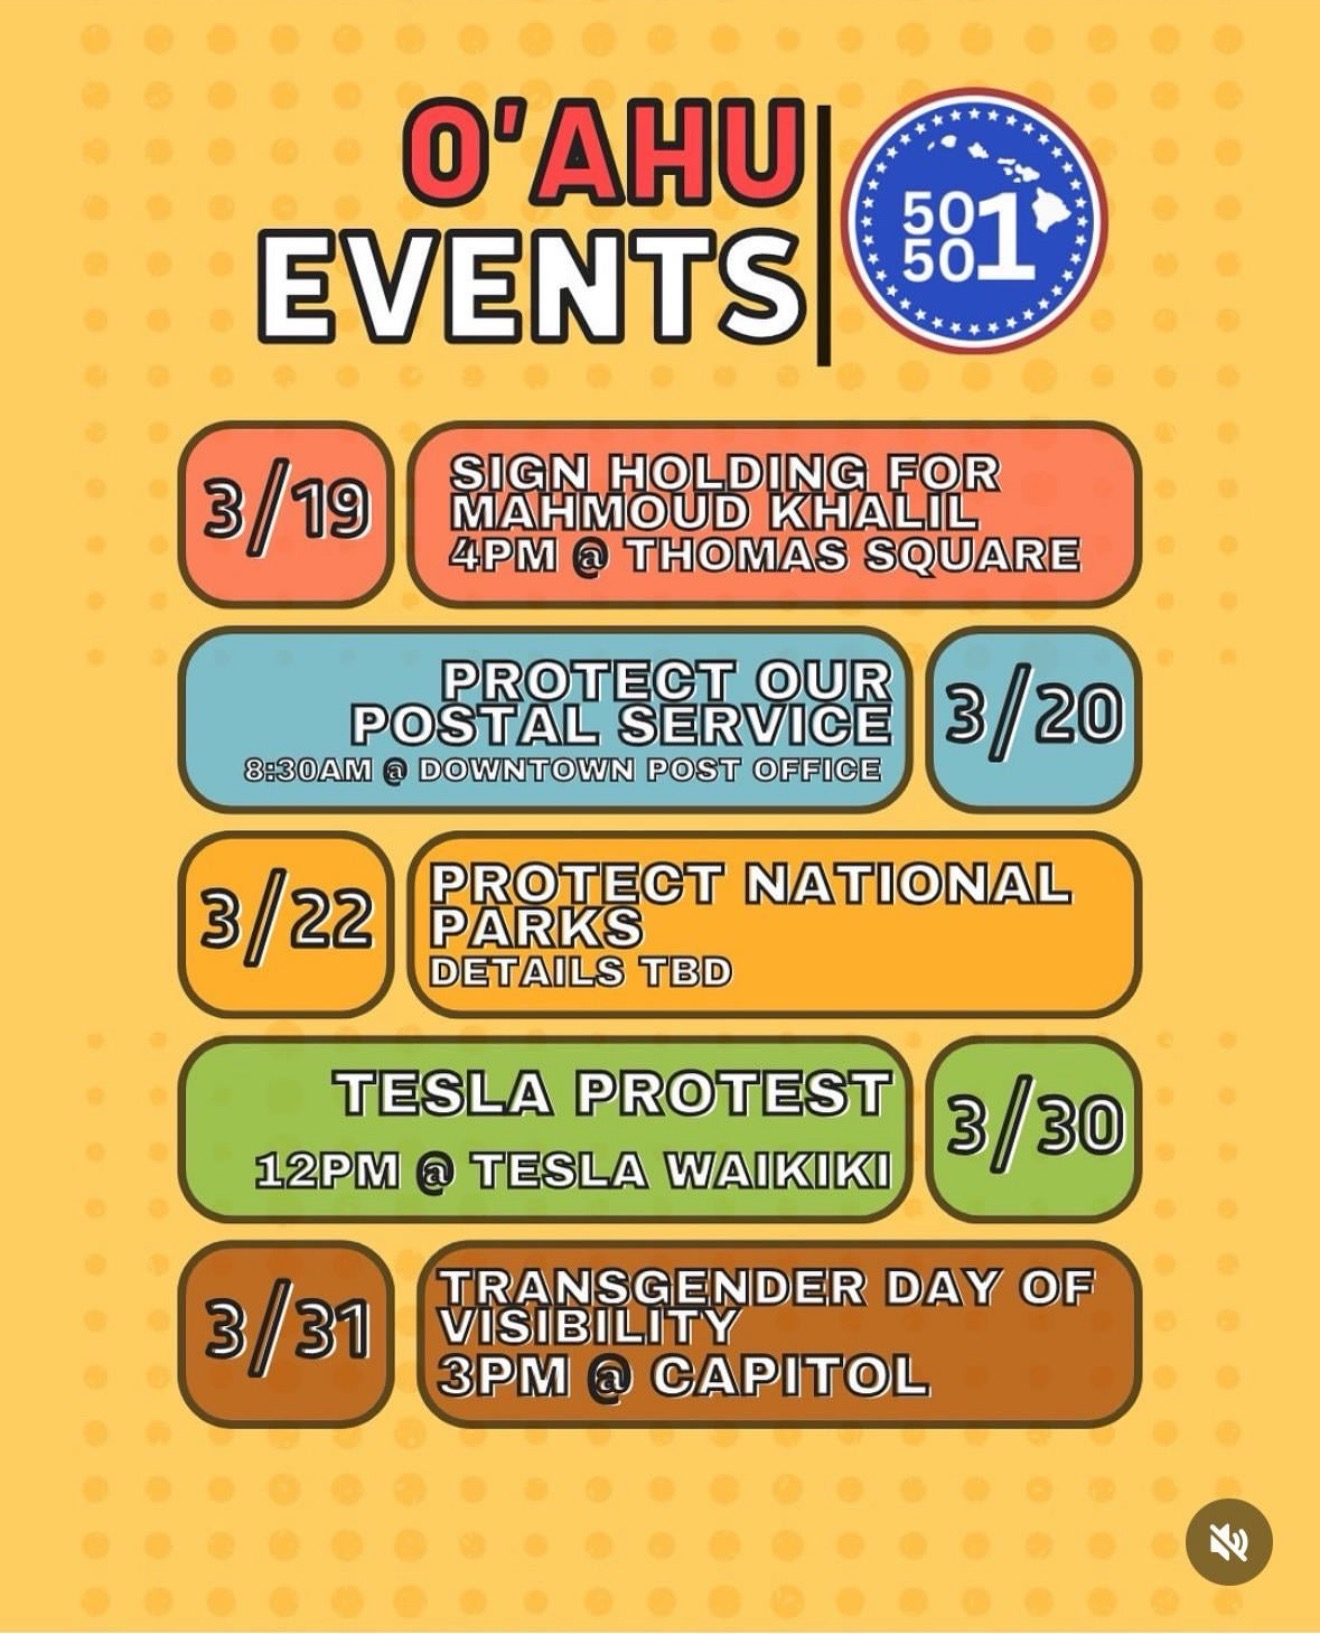 O'AHU
EVENTS
50
50
1
3/19
SIGN HOLDING FOR
MAHMOUD KHALIL
4PM @ THOMAS SQUARE
PROTECT OUR
POSTAL SERVICE
8:30AM @ DOWNTOWN POST OFFICE
3/20
3/22
PROTECT NATIONAL
PARKS
DETAILS TBD
TESLA PROTEST
12PM @ TESLA WAIKIKI
3/30
3/31
TRANSGENDER DAY OF
VISIBILITY
3PM @ CAPITOL